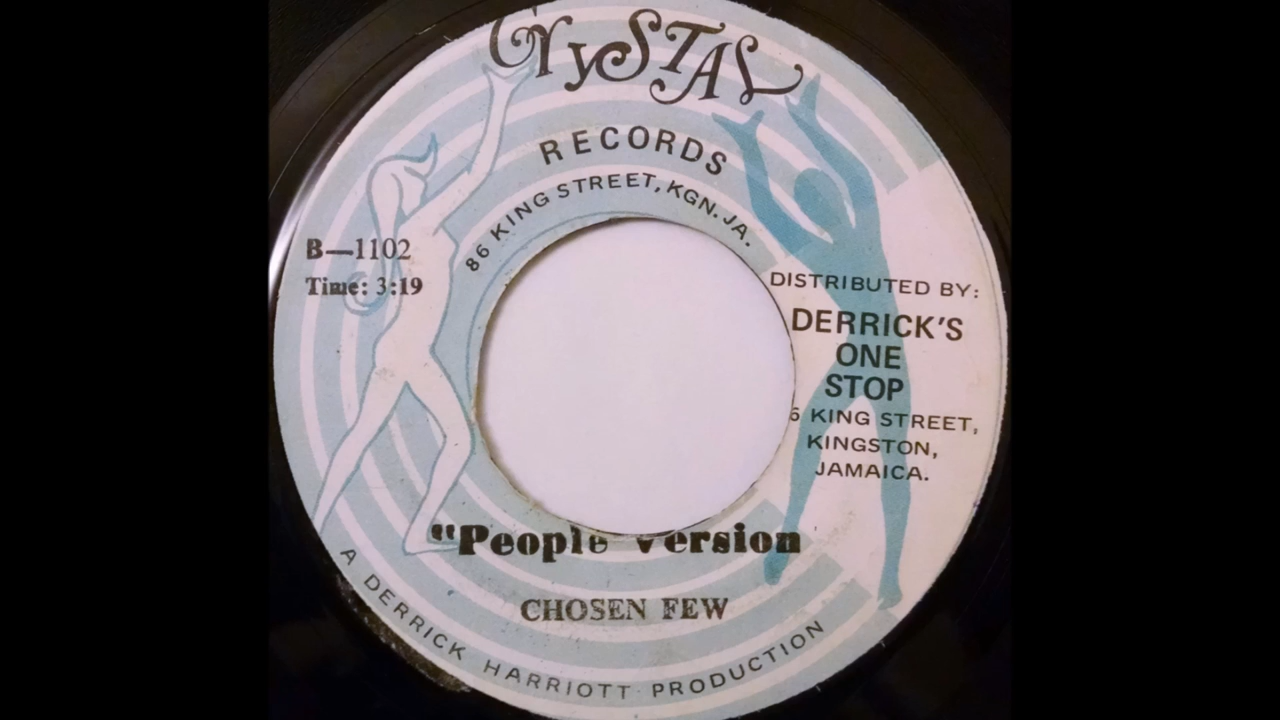 CrySTAL
RECORDS
86 KING STREET, KGN. JA.
B—1102
Time: 3:19
DISTRIBUTED BY:
DERRICK'S
ONE
STOP
6 KING STREET,
KINGSTON,
JAMAICA.
"People Version
CHOSEN FEW
A DERRICK HARRIOTT PRODUCTION